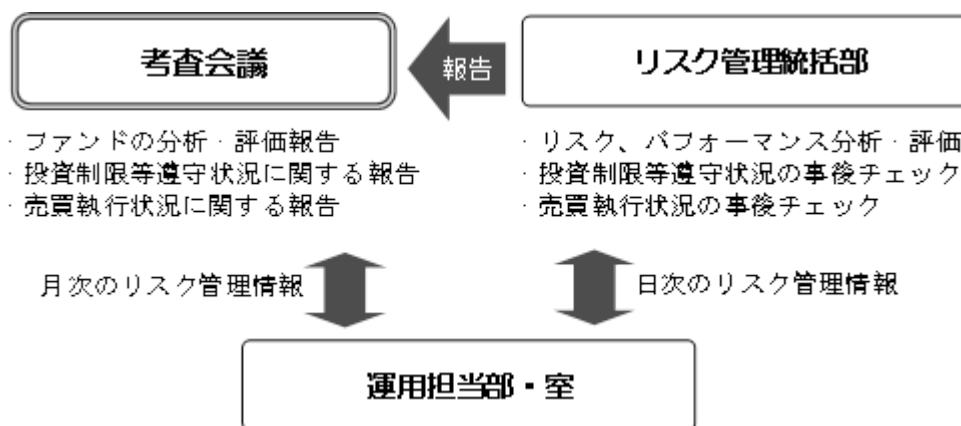 考査会議
報告
リスク管理統括部
· ファンドの分析·評価報告
· 投資制限等遵守状況に関する報告
· 売買執行状況に関する報告
· リスク、パフォーマンス分析·評価
· 投資制限等遵守状況の事後チェック
· 売買執行状況の事後チェック
月次のリスク管理情報
日次のリスク管理情報
運用担当部・室